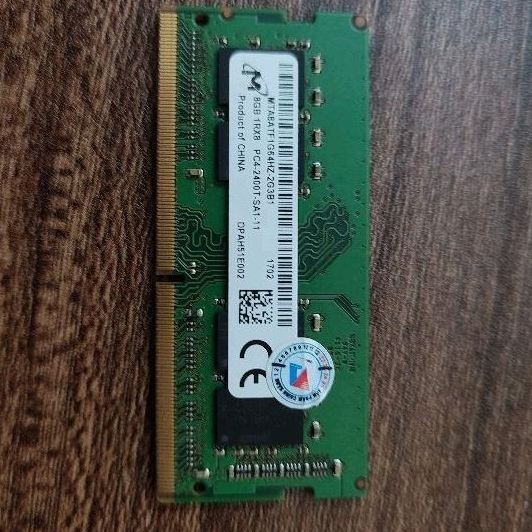 MTA8ATF1G64HZ-2G3B1
8GB 1RX8 PC4-2400T-SA1-11
Product of CHINA
DPAH51E002
1702
CE